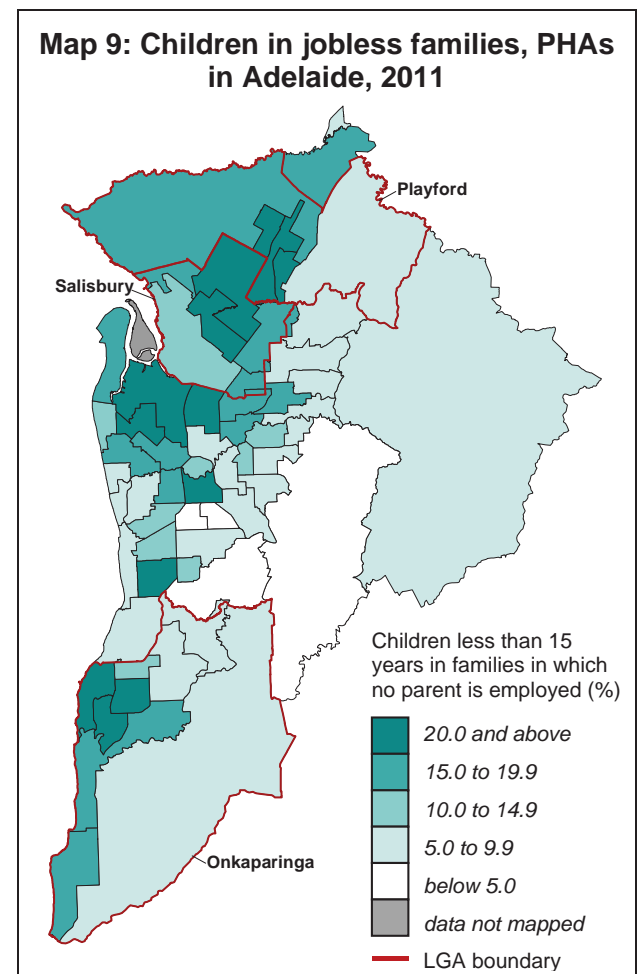 Map 9: Children in jobless families, PHAs
in Adelaide, 2011
Playford
Salisbury
Children less than 15
years in families in which
no parent is employed (%)
20.0 and above
15.0 to 19.9
10.0 to 14.9
5.0 to 9.9
below 5.0
Onkaparinga
data not mapped
LGA boundary